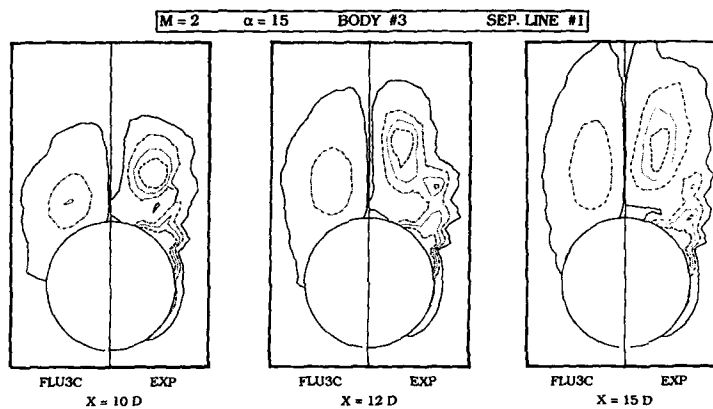 M = 2 α = 15 BODY #3 SEP. LINE #1
FLU3C EXP
X = 10 D
FLU3C EXP
X = 12 D
FLU3C EXP
X = 15 D